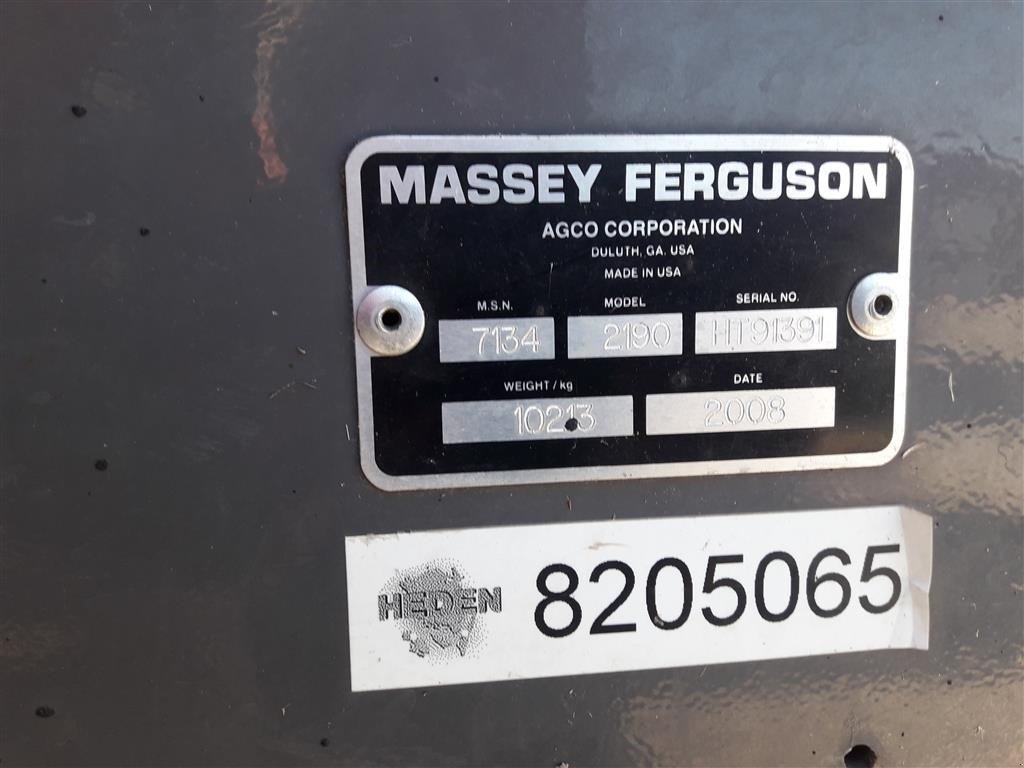 MASSEY FERGUSON
AGCO CORPORATION
DULUTH, GA. USA
MADE IN USA
M.S.N. MODEL SERIAL NO.
7134 2190 HT91391
WEIGHT / kg DATE
10213 2008
HEDEN 8205065